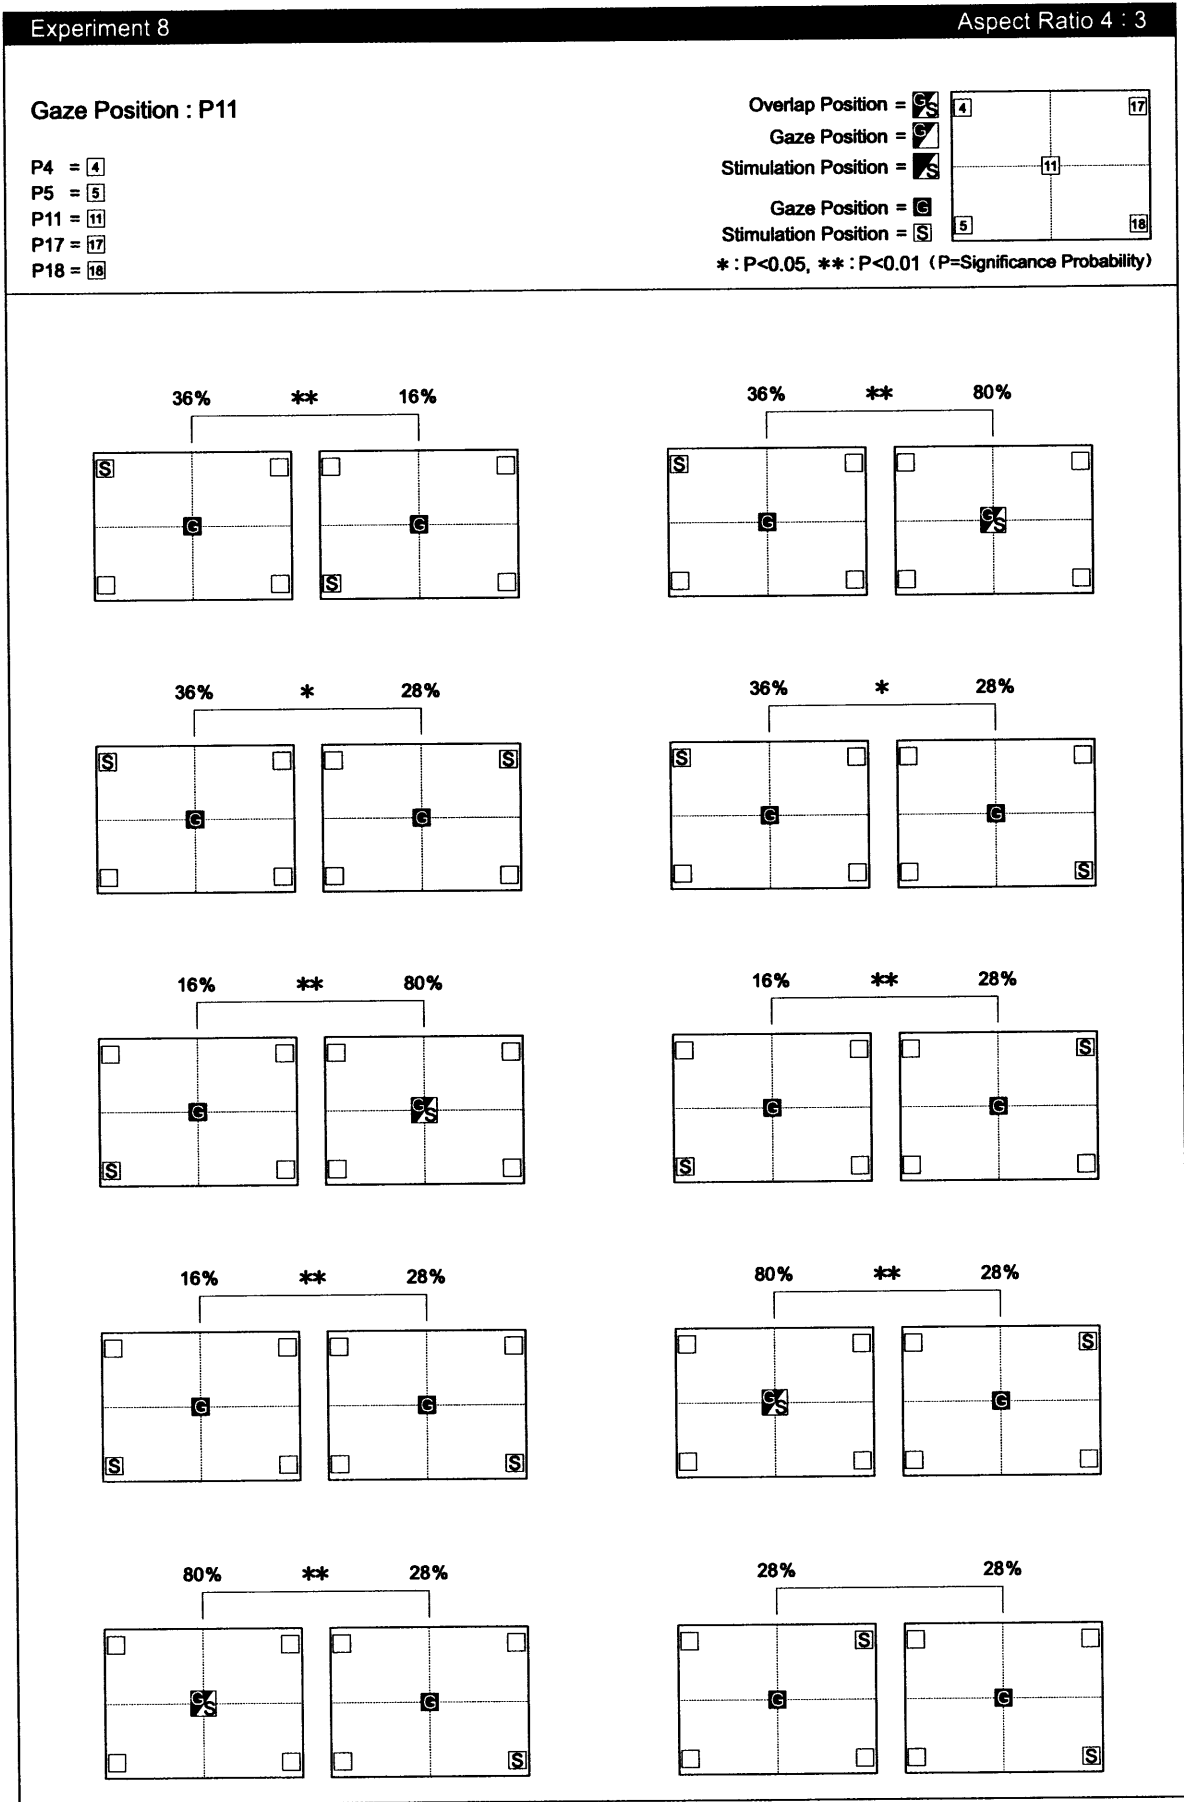 Experiment 8
Aspect Ratio 4 : 3
Gaze Position : P11
P4 = 4
P5 = 5
P11 = 11
P17 = 17
P18 = 18
Overlap Position = G S
Gaze Position = G
Stimulation Position = S
Gaze Position = G
Stimulation Position = S
* : P<0.05, ** : P<0.01 (P=Significance Probability)
4 17
11
5 18
36% ** 16%
S
G G
S
36% ** 80%
S
G G S
36% * 28%
S S
G G
36% * 28%
S
G G
S
16% ** 80%
G G S
S
16% ** 28%
S
G G
S
16% ** 28%
G G
S S
80% ** 28%
S
G S G
80% ** 28%
G S G
S
28% 28%
S
G G
S